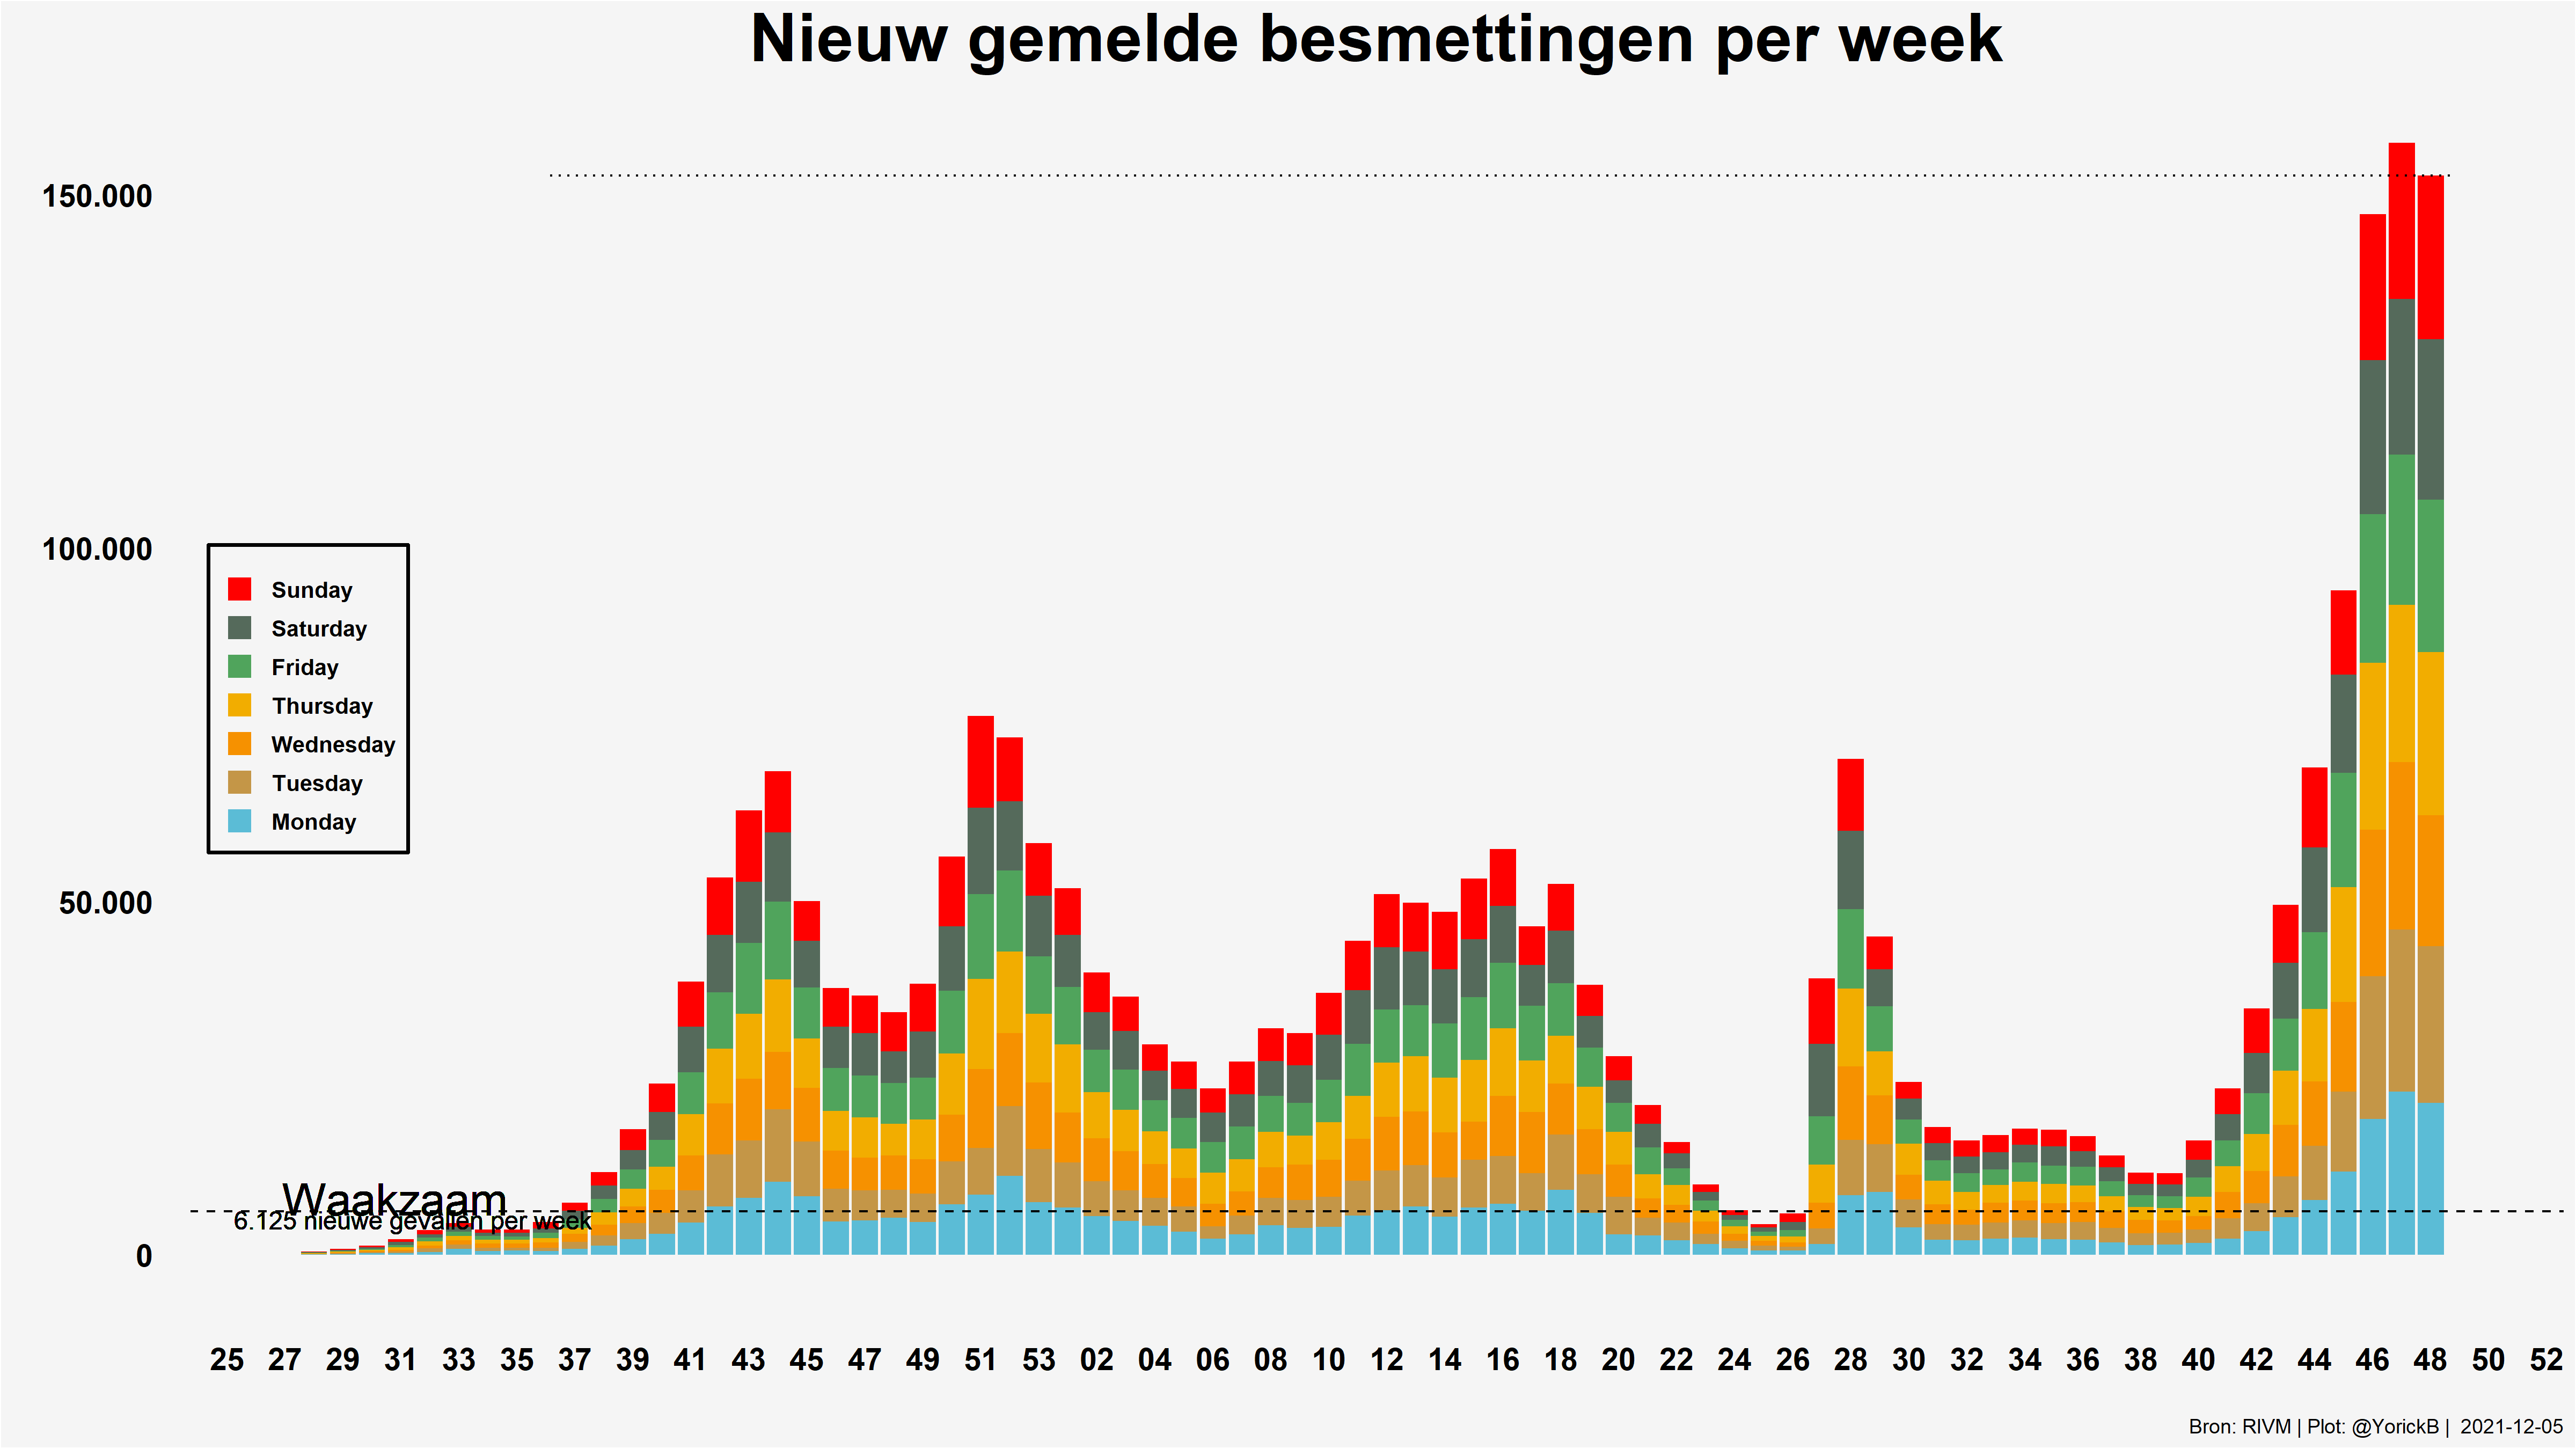 Nieuw gemelde besmettingen per week
150.000
100.000
50.000
0
Sunday
Saturday
Friday
Thursday
Wednesday
Tuesday
Monday
Waakzaam
6.125 nieuwe gevallen per week
25 27 29 31 33 35 37 39 41 43 45 47 49 51 53 02 04 06 08 10 12 14 16 18 20 22 24 26 28 30 32 34 36 38 40 42 44 46 48 50 52
Bron: RIVM | Plot: @YorickB | 2021-12-05